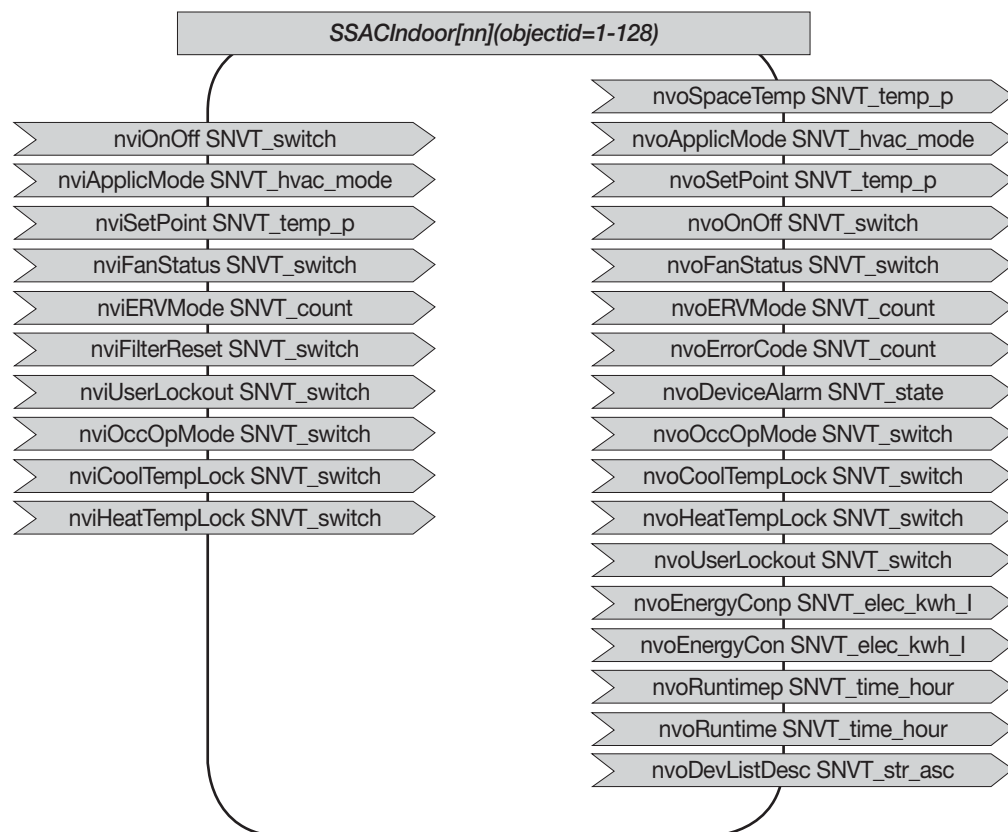 SSACIndoor[nn](objectid=1-128)
nviOnOff SNVT_switch
nviApplicMode SNVT_hvac_mode
nviSetPoint SNVT_temp_p
nviFanStatus SNVT_switch
nviERVMode SNVT_count
nviFilterReset SNVT_switch
nviUserLockout SNVT_switch
nviOccOpMode SNVT_switch
nviCoolTempLock SNVT_switch
nviHeatTempLock SNVT_switch
nvoSpaceTemp SNVT_temp_p
nvoApplicMode SNVT_hvac_mode
nvoSetPoint SNVT_temp_p
nvoOnOff SNVT_switch
nvoFanStatus SNVT_switch
nvoERVMode SNVT_count
nvoErrorCode SNVT_count
nvoDeviceAlarm SNVT_state
nvoOccOpMode SNVT_switch
nvoCoolTempLock SNVT_switch
nvoHeatTempLock SNVT_switch
nvoUserLockout SNVT_switch
nvoEnergyConp SNVT_elec_kwh_l
nvoEnergyCon SNVT_elec_kwh_l
nvoRuntimep SNVT_time_hour
nvoRuntime SNVT_time_hour
nvoDevListDesc SNVT_str_asc